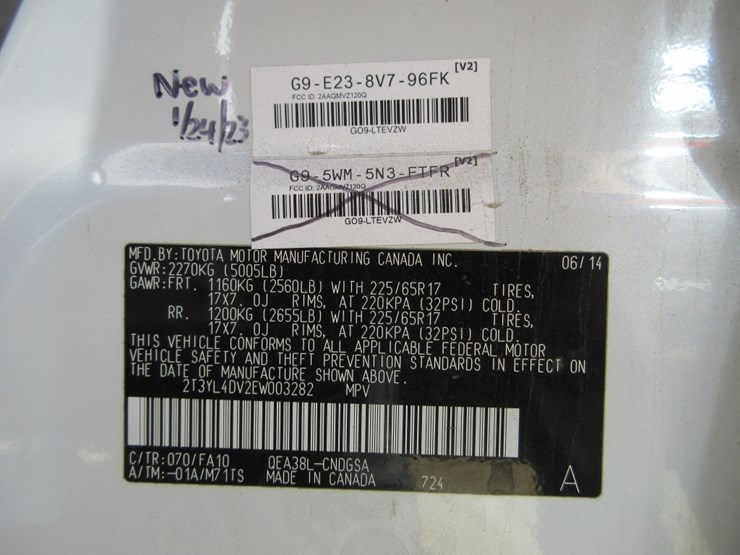 New
1/24/23
G9-E23-8V7-96FK [V2]
FCC ID: 2AAGMVZ120Q
GO9-LTEVZW
G9-5WM-5N3-FTFR [V2]
FCC ID: 2AAGMVZ120Q
GO9-LTEVZW
MFD.BY:TOYOTA MOTOR MANUFACTURING CANADA INC. 06/14
GVWR:2270KG (5005LB)
GAWR:FRT. 1160KG (2560LB) WITH 225/65R17 TIRES,
17X7. OJ RIMS, AT 220KPA (32PSI) COLD.
RR. 1200KG (2655LB) WITH 225/65R17 TIRES,
17X7. OJ RIMS, AT 220KPA (32PSI) COLD.
THIS VEHICLE CONFORMS TO ALL APPLICABLE FEDERAL MOTOR
VEHICLE SAFETY AND THEFT PREVENTION STANDARDS IN EFFECT ON
THE DATE OF MANUFACTURE SHOWN ABOVE.
2T3YL4DV2EW003282 MPV
C/TR:070/FA10 QEA38L-CNDGSA
A/TM:-01A/M71TS MADE IN CANADA 724 A